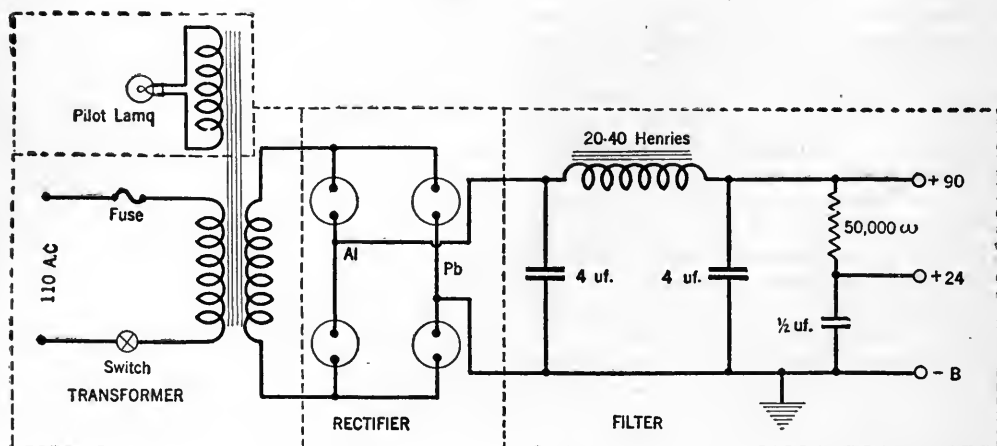 Pilot Lamq
20-40 Henries
+ 90
Fuse
50,000 ω
110 A.C
Al
Pb
4 uf.
4 uf.
+ 24
½ uf.
Switch
- B
TRANSFORMER
RECTIFIER
FILTER